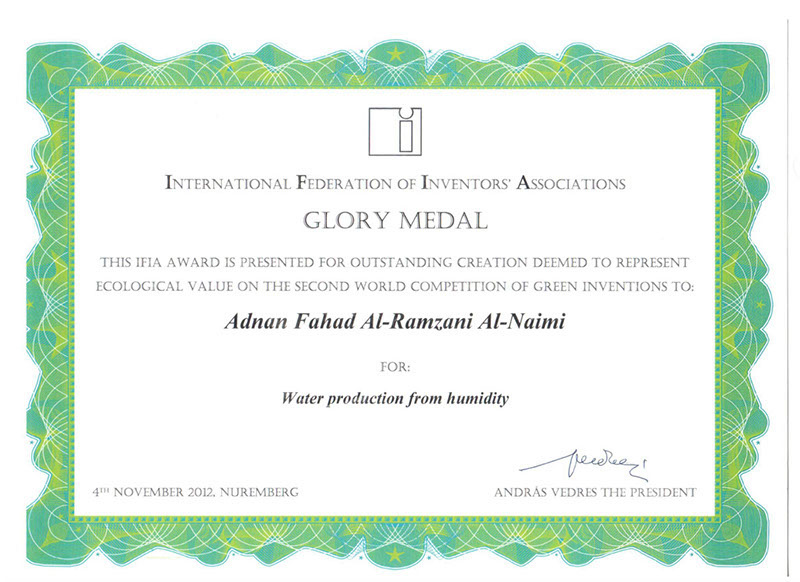 INTERNATIONAL FEDERATION OF INVENTORS' ASSOCIATIONS
GLORY MEDAL
THIS IFIA AWARD IS PRESENTED FOR OUTSTANDING CREATION DEEMED TO REPRESENT
ECOLOGICAL VALUE ON THE SECOND WORLD COMPETITION OF GREEN INVENTIONS TO:
Adnan Fahad Al-Ramzani Al-Naimi
FOR:
Water production from humidity
4TH NOVEMBER 2012, NUREMBERG
ANDRÁS VEDRES THE PRESIDENT